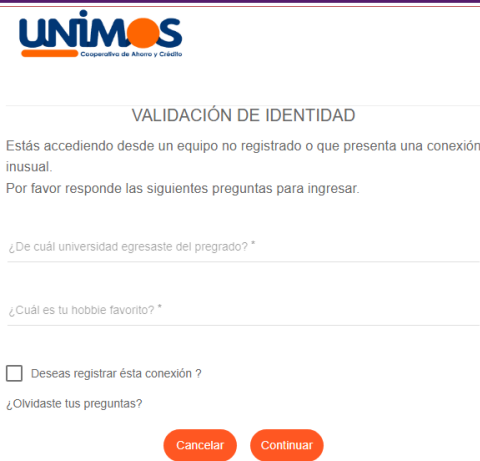 UNiMOS
Cooperativa de Ahorro y Crédito
VALIDACIÓN DE IDENTIDAD
Estás accediendo desde un equipo no registrado o que presenta una conexión
inusual.
Por favor responde las siguientes preguntas para ingresar.
¿De cuál universidad egresaste del pregrado? *
¿Cuál es tu hobbie favorito? *
Deseas registrar ésta conexión ?
¿Olvidaste tus preguntas?
Cancelar Continuar